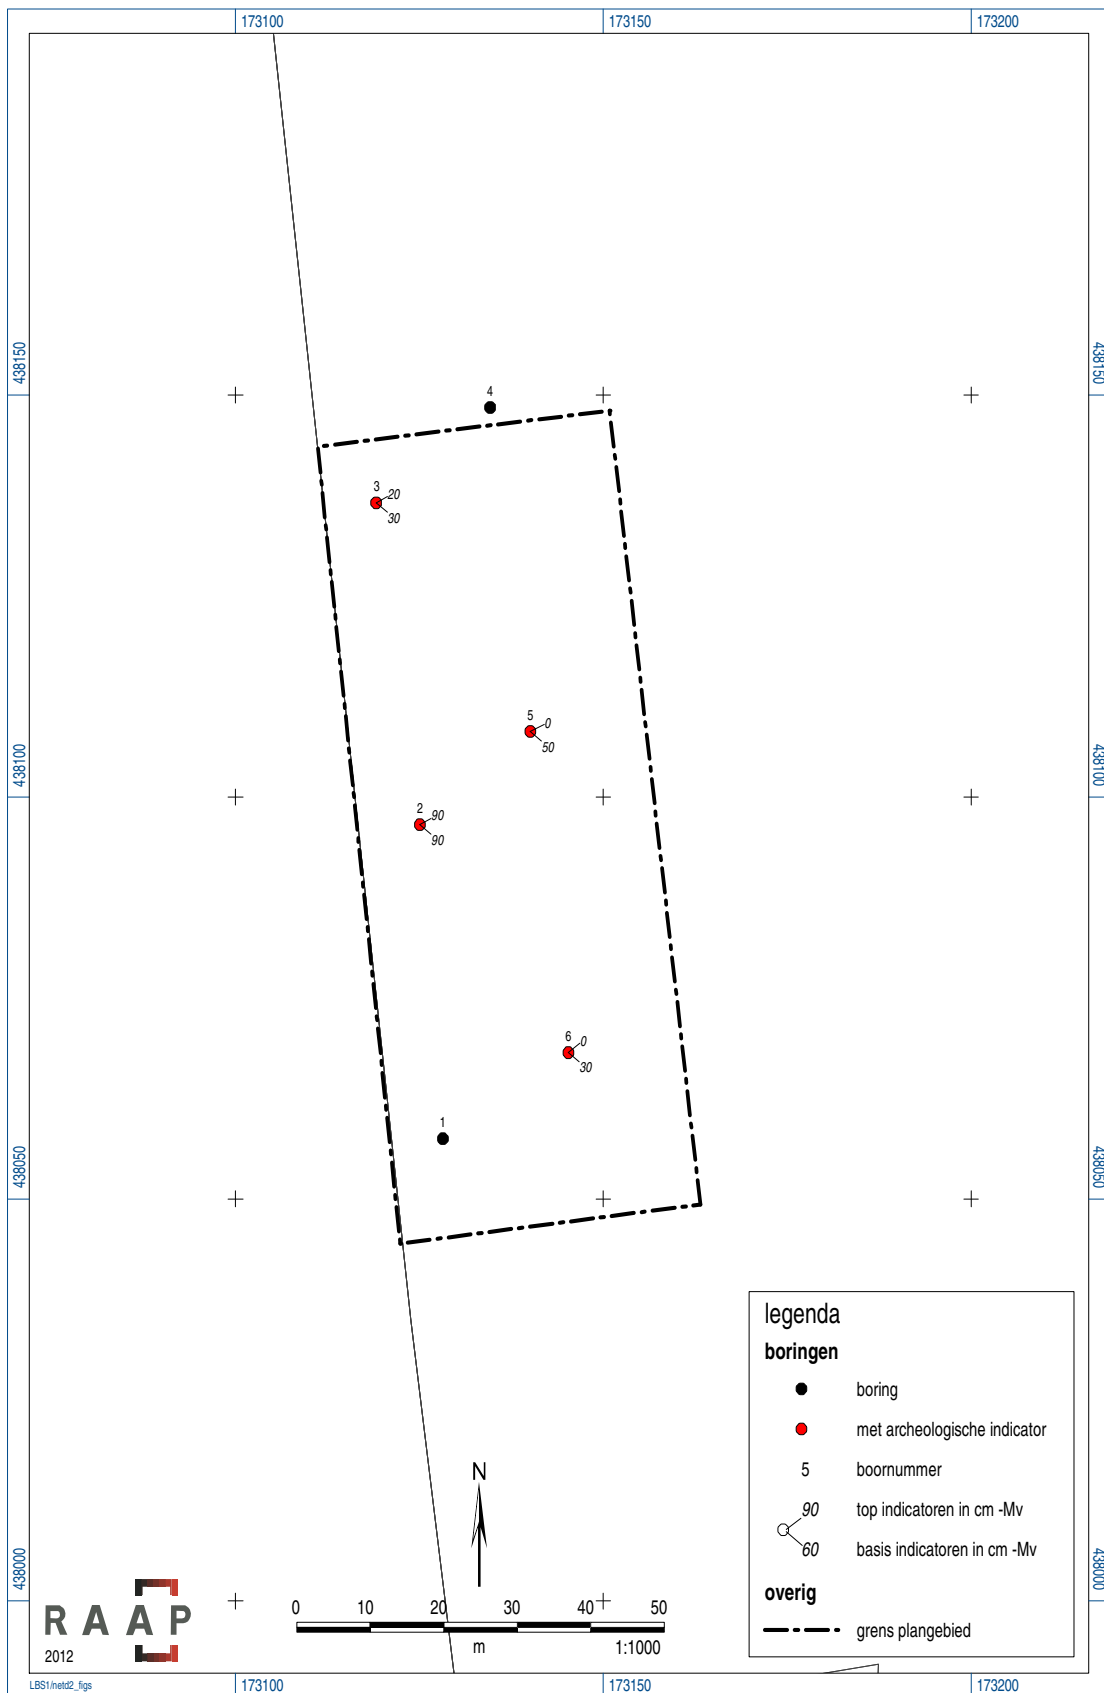 173100 173150 173200
438150 438150
4
3 20
30
5 0
50
438100 438100
2 90
90
6 0
30
1
438050 438050
legenda
boringen
boring
met archeologische indicator
5 boornummer
90 top indicatoren in cm -Mv
60 basis indicatoren in cm -Mv
overig
grens plangebied
N
438000 438000
RAAP
2012
0 10 20 30 40 50
m 1:1000
LBS1/netd2_figs
173100 173150 173200